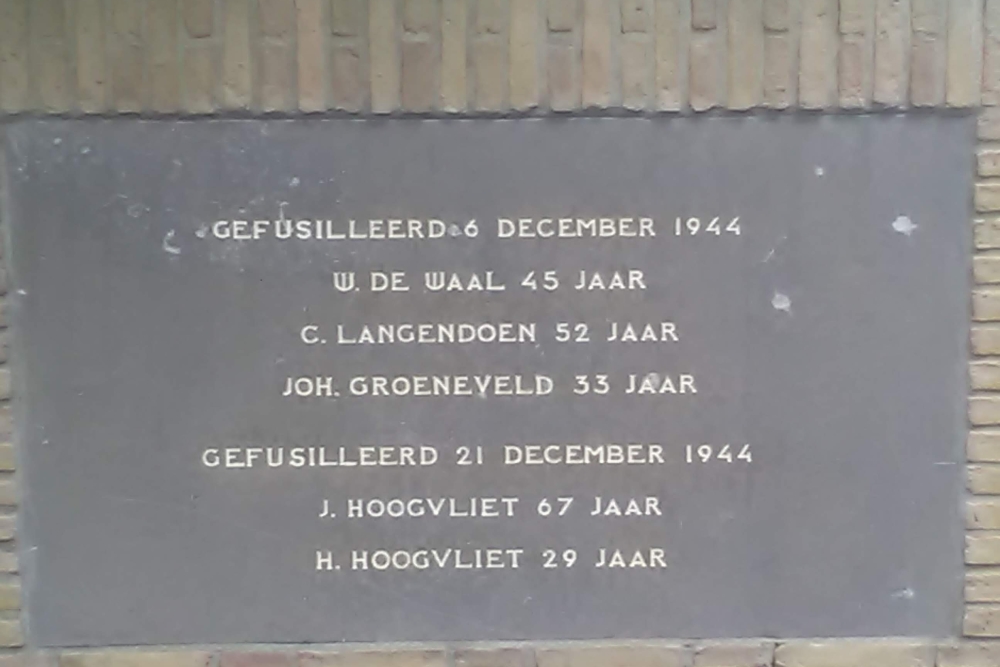 GEFUSILLEERD 6 DECEMBER 1944
W. DE WAAL 45 JAAR
C. LANGENDOEN 52 JAAR
JOH. GROENEVELD 33 JAAR
GEFUSILLEERD 21 DECEMBER 1944
J. HOOGVLIET 67 JAAR
H. HOOGVLIET 29 JAAR